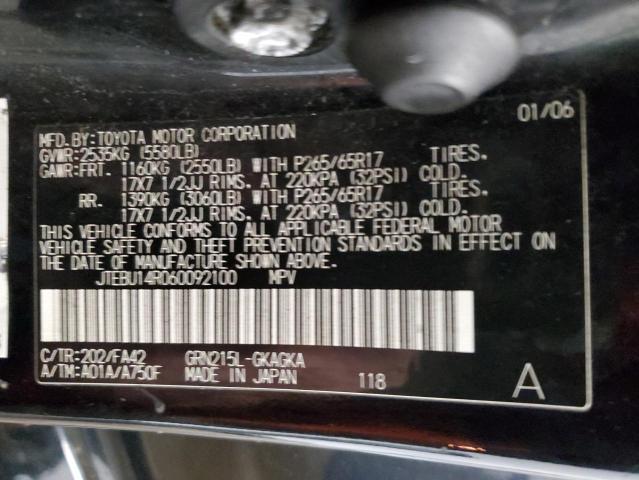 01/06
MFD.BY:TOYOTA MOTOR CORPORATION
GVWR:2535KG (5580LB)
GAWR:FRT. 1160KG (2550LB) WITH P265/65R17 TIRES.
17X7 1/2JJ RIMS. AT 220KPA (32PSI) COLD.
RR. 1390KG (3060LB) WITH P265/65R17 TIRES.
17X7 1/2JJ RIMS. AT 220KPA (32PSI) COLD.
THIS VEHICLE CONFORMS TO ALL APPLICABLE FEDERAL MOTOR
VEHICLE SAFETY AND THEFT PREVENTION STANDARDS IN EFFECT ON
THE DATE OF MANUFACTURE SHOWN ABOVE.
JTEBU14R060092100 MPV
C/TR:202/FA42 GRN215L-GKAGKA
A/TM:A01A/A750F MADE IN JAPAN 118 A